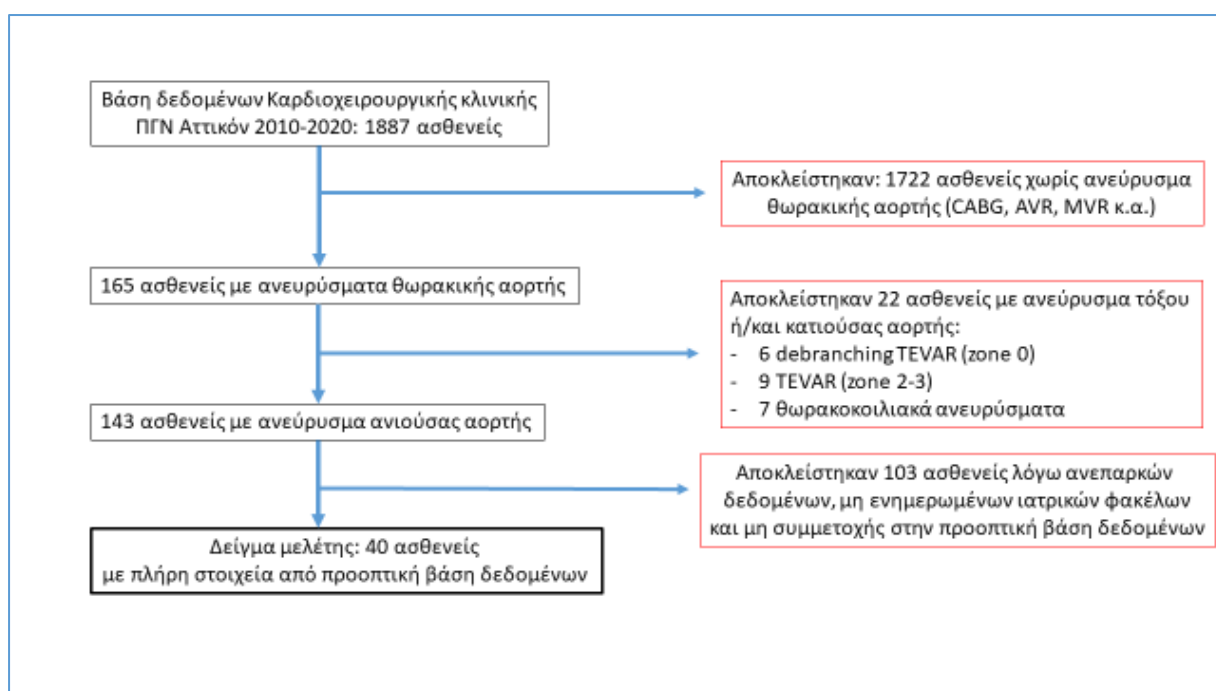 Βάση δεδομένων Καρδιοχειρουργικής κλινικής
ΠΓΝ Αττικόν 2010-2020: 1887 ασθενείς
Αποκλείστηκαν: 1722 ασθενείς χωρίς ανεύρυσμα
θωρακικής αορτής (CABG, AVR, MVR κ.α.)
165 ασθενείς με ανευρύσματα θωρακικής αορτής
Αποκλείστηκαν 22 ασθενείς με ανεύρυσμα τόξου
ή/και κατιούσας αορτής:
- 6 debranching TEVAR (zone 0)
- 9 TEVAR (zone 2-3)
- 7 θωρακοκοιλιακά ανευρύσματα
143 ασθενείς με ανεύρυσμα ανιούσας αορτής
Αποκλείστηκαν 103 ασθενείς λόγω ανεπαρκών
δεδομένων, μη ενημερωμένων ιατρικών φακέλων
και μη συμμετοχής στην προοπτική βάση δεδομένων
Δείγμα μελέτης: 40 ασθενείς
με πλήρη στοιχεία από προοπτική βάση δεδομένων